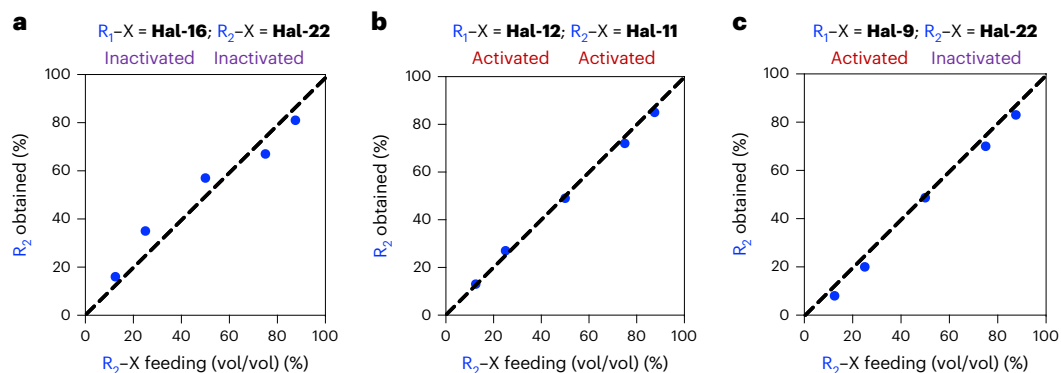 a
R₁–X = Hal-16; R₂–X = Hal-22
Inactivated Inactivated
100
80
60
40
20
0
0 20 40 60 80 100
R₂ obtained (%)
R₂–X feeding (vol/vol) (%)
b
R₁–X = Hal-12; R₂–X = Hal-11
Activated Activated
100
80
60
40
20
0
0 20 40 60 80 100
R₂ obtained (%)
R₂–X feeding (vol/vol) (%)
c
R₁–X = Hal-9; R₂–X = Hal-22
Activated Inactivated
100
80
60
40
20
0
0 20 40 60 80 100
R₂ obtained (%)
R₂–X feeding (vol/vol) (%)